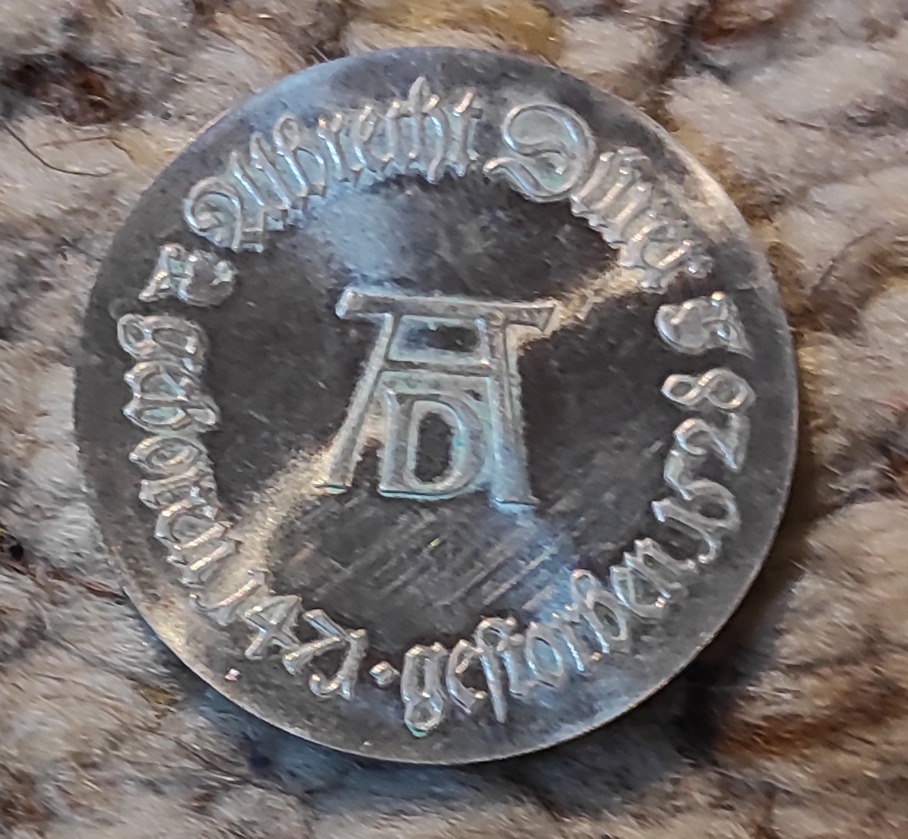 Albrecht Dürer
geboren 1471 · gestorben 1528
AD